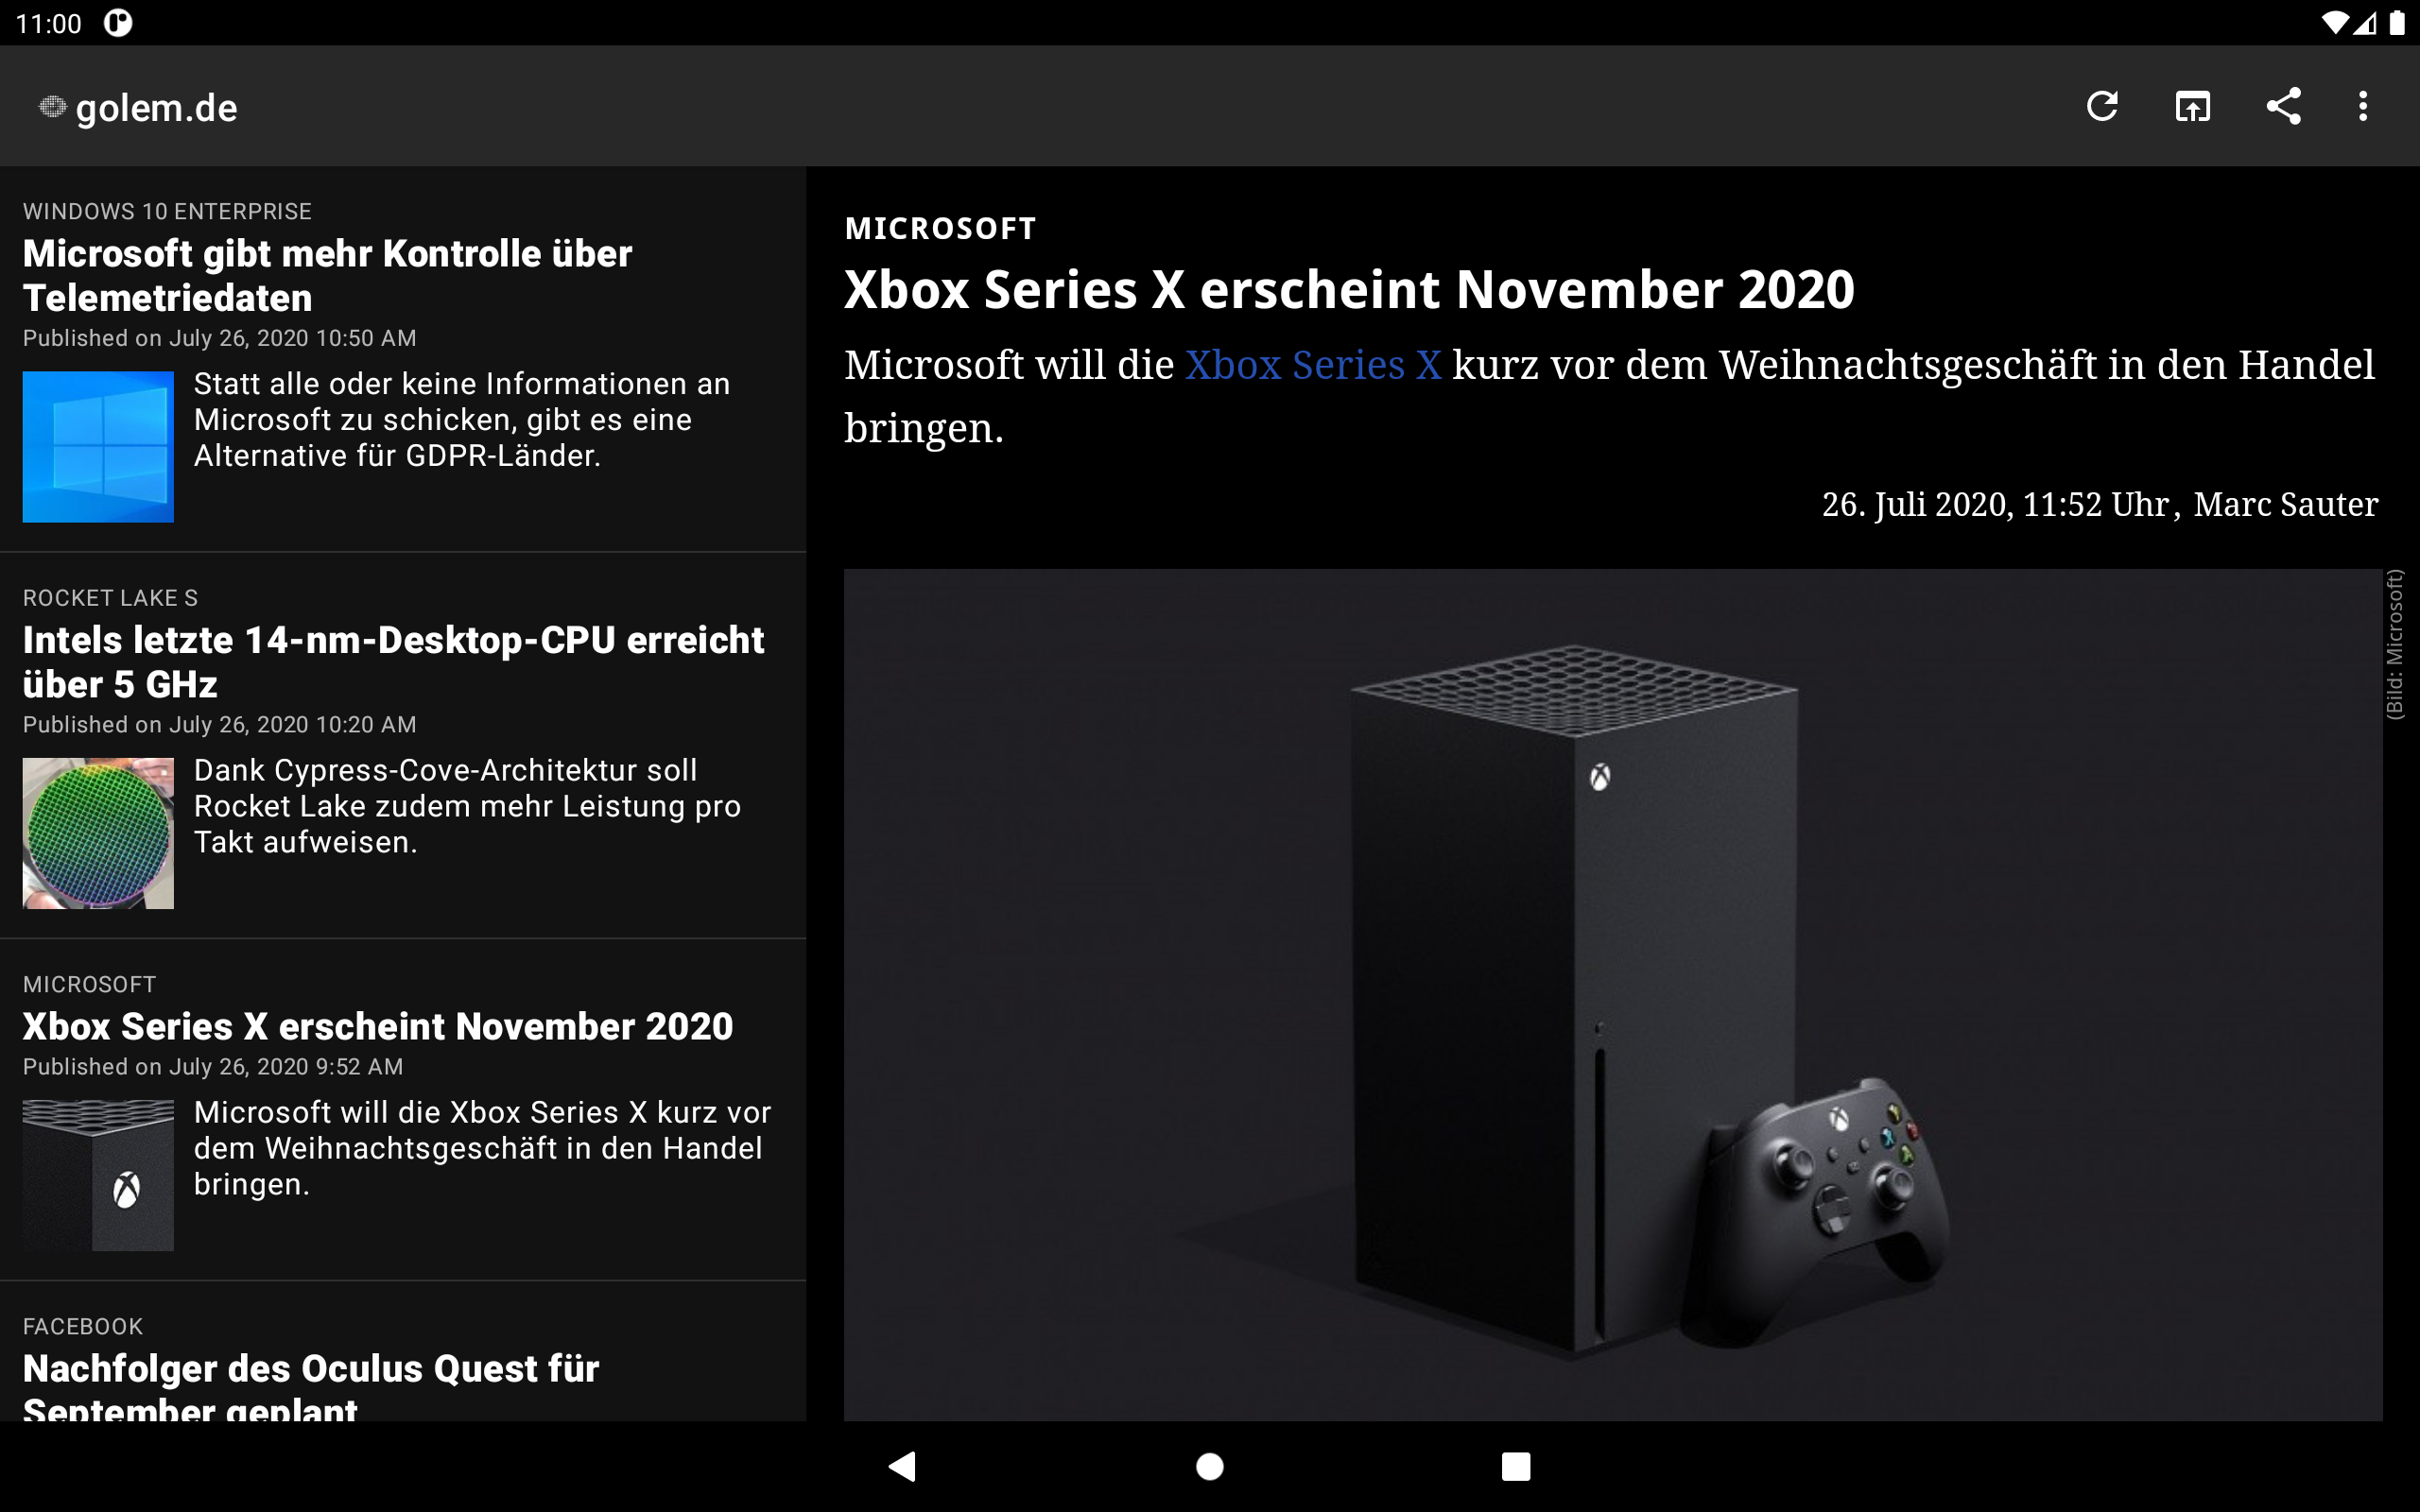 11:00
golem.de
WINDOWS 10 ENTERPRISE
Microsoft gibt mehr Kontrolle über
Telemetriedaten
Published on July 26, 2020 10:50 AM
Statt alle oder keine Informationen an
Microsoft zu schicken, gibt es eine
Alternative für GDPR-Länder.
ROCKET LAKE S
Intels letzte 14-nm-Desktop-CPU erreicht
über 5 GHz
Published on July 26, 2020 10:20 AM
Dank Cypress-Cove-Architektur soll
Rocket Lake zudem mehr Leistung pro
Takt aufweisen.
MICROSOFT
Xbox Series X erscheint November 2020
Published on July 26, 2020 9:52 AM
Microsoft will die Xbox Series X kurz vor
dem Weihnachtsgeschäft in den Handel
bringen.
FACEBOOK
Nachfolger des Oculus Quest für
September geplant
MICROSOFT
Xbox Series X erscheint November 2020
Microsoft will die Xbox Series X kurz vor dem Weihnachtsgeschäft in den Handel
bringen.
26. Juli 2020, 11:52 Uhr, Marc Sauter
(Bild: Microsoft)